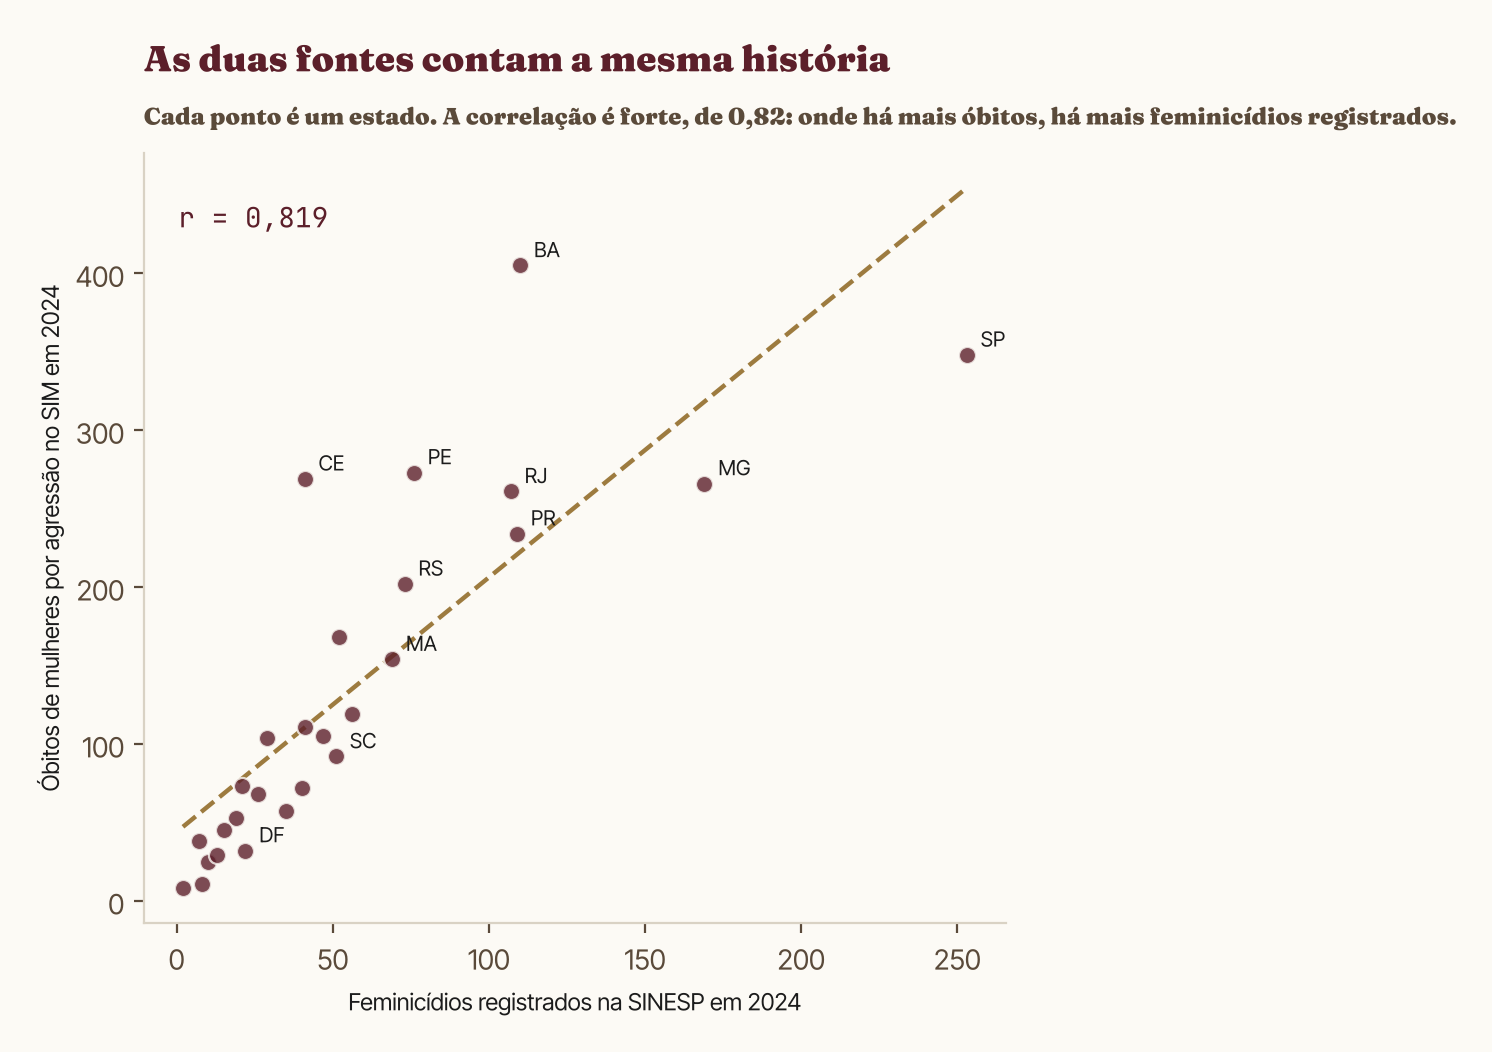 As duas fontes contam a mesma história
Cada ponto é um estado. A correlação é forte, de 0,82: onde há mais óbitos, há mais feminicídios registrados.
r = 0,819
BA
SP
CE
PE
RJ
MG
PR
RS
MA
SC
DF
400
300
200
100
0
Óbitos de mulheres por agressão no SIM em 2024
0
50
100
150
200
250
Feminicídios registrados na SINESP em 2024